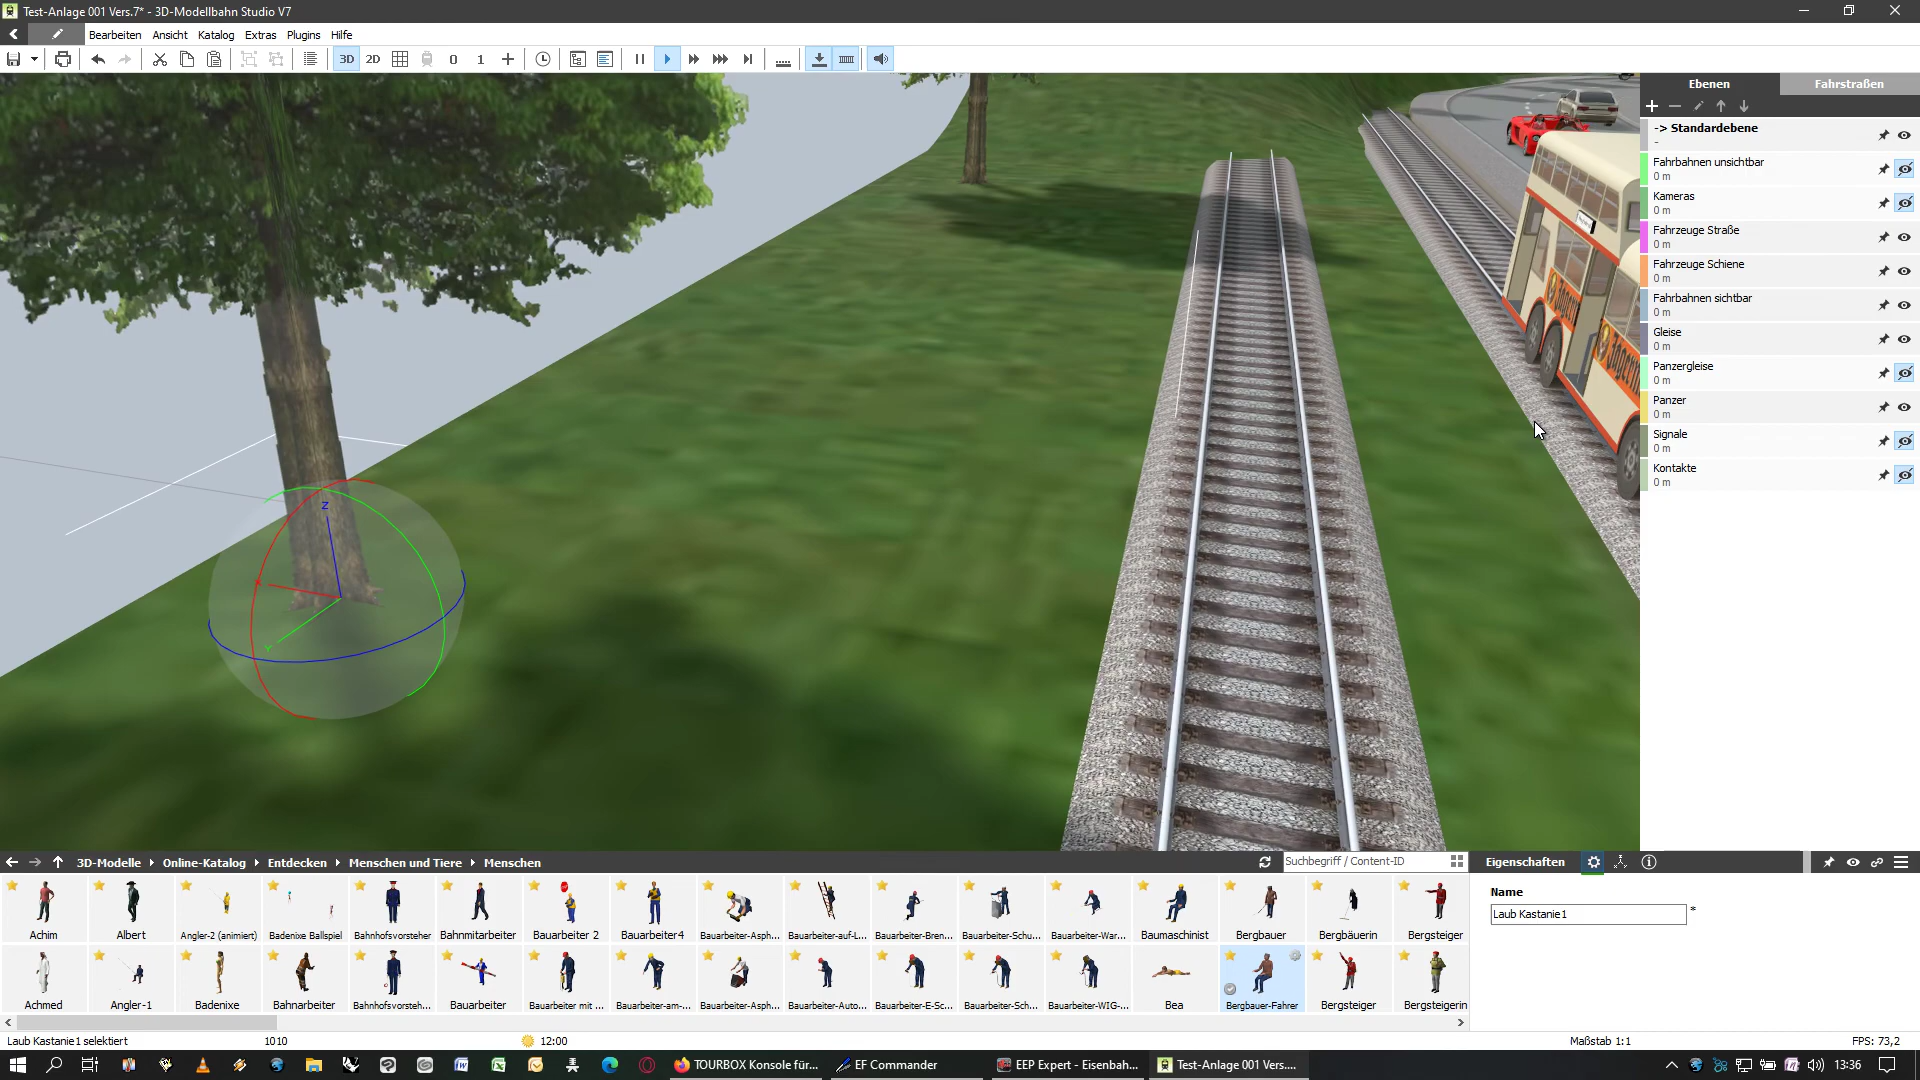 Test-Anlage 001 Vers.7* - 3D-Modellbahn Studio V7
Bearbeiten Ansicht Katalog Extras Plugins Hilfe
3D 2D 0 1
Ebenen Fahrstraßen
-> Standardebene
-
Fahrbahnen unsichtbar
0 m
Kameras
0 m
Fahrzeuge Straße
0 m
Fahrzeuge Schiene
0 m
Fahrbahnen sichtbar
0 m
Gleise
0 m
Panzergleise
0 m
Panzer
0 m
Signale
0 m
Kontakte
0 m
Z
X
Y
3D-Modelle Online-Katalog Entdecken Menschen und Tiere Menschen
Suchbegriff / Content-ID
Eigenschaften
Name
Laub Kastanie1 *
Achim Albert Angler-2 (animiert) Badenixe Ballspiel Bahnhofsvorsteher Bahnmitarbeiter Bauarbeiter 2 Bauarbeiter4 Bauarbeiter-Asph... Bauarbeiter-auf-L... Bauarbeiter-Bren... Bauarbeiter-Schu... Bauarbeiter-War... Baumaschinist Bergbauer Bergbäuerin Bergsteiger
Achmed Angler-1 Badenixe Bahnarbeiter Bahnhofsvorsteh... Bauarbeiter Bauarbeiter mit ... Bauarbeiter-am-... Bauarbeiter-Asph... Bauarbeiter-Auto... Bauarbeiter-E-Sc... Bauarbeiter-Sch... Bauarbeiter-WIG-... Bea Bergbauer-Fahrer Bergsteiger Bergsteigerin
Laub Kastanie1 selektiert 1010 12:00 Maßstab 1:1 FPS: 73,2
TOURBOX Konsole für... EF Commander EEP Expert - Eisenbah... Test-Anlage 001 Vers.... 13:36